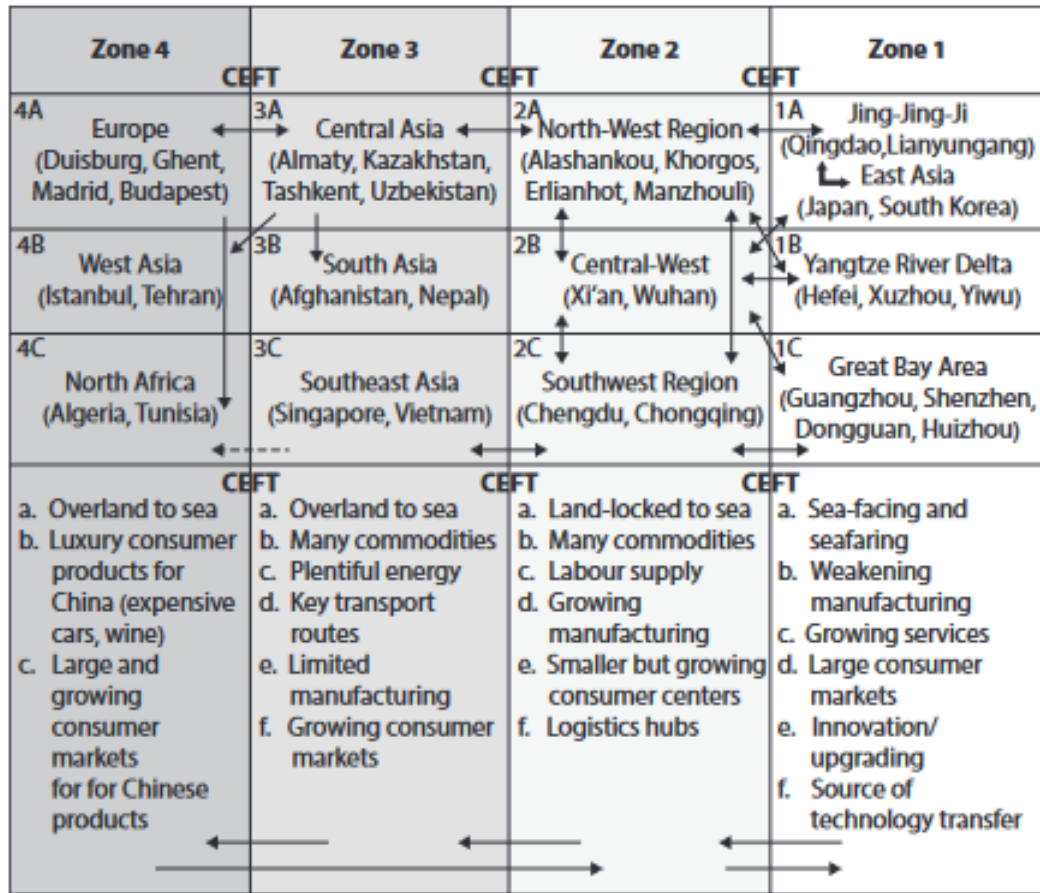 Zone 4
Zone 3
Zone 2
Zone 1
CEFT
CEFT
CEFT
4A
Europe
(Duisburg, Ghent,
Madrid, Budapest)
3A
Central Asia
(Almaty, Kazakhstan,
Tashkent, Uzbekistan)
2A
North-West Region
(Alashankou, Khorgos,
Erlianhot, Manzhouli)
1A
Jing-Jing-Ji
(Qingdao,Lianyungang)
East Asia
(Japan, South Korea)
4B
West Asia
(Istanbul, Tehran)
3B
South Asia
(Afghanistan, Nepal)
2B
Central-West
(Xi'an, Wuhan)
1B
Yangtze River Delta
(Hefei, Xuzhou, Yiwu)
4C
North Africa
(Algeria, Tunisia)
3C
Southeast Asia
(Singapore, Vietnam)
2C
Southwest Region
(Chengdu, Chongqing)
1C
Great Bay Area
(Guangzhou, Shenzhen,
Dongguan, Huizhou)
CEFT
CEFT
CEFT
a. Overland to sea
b. Luxury consumer
products for
China (expensive
cars, wine)
c. Large and
growing
consumer
markets
for for Chinese
products
a. Overland to sea
b. Many commodities
c. Plentiful energy
d. Key transport
routes
e. Limited
manufacturing
f. Growing consumer
markets
a. Land-locked to sea
b. Many commodities
c. Labour supply
d. Growing
manufacturing
e. Smaller but growing
consumer centers
f. Logistics hubs
a. Sea-facing and
seafaring
b. Weakening
manufacturing
c. Growing services
d. Large consumer
markets
e. Innovation/
upgrading
f. Source of
technology transfer